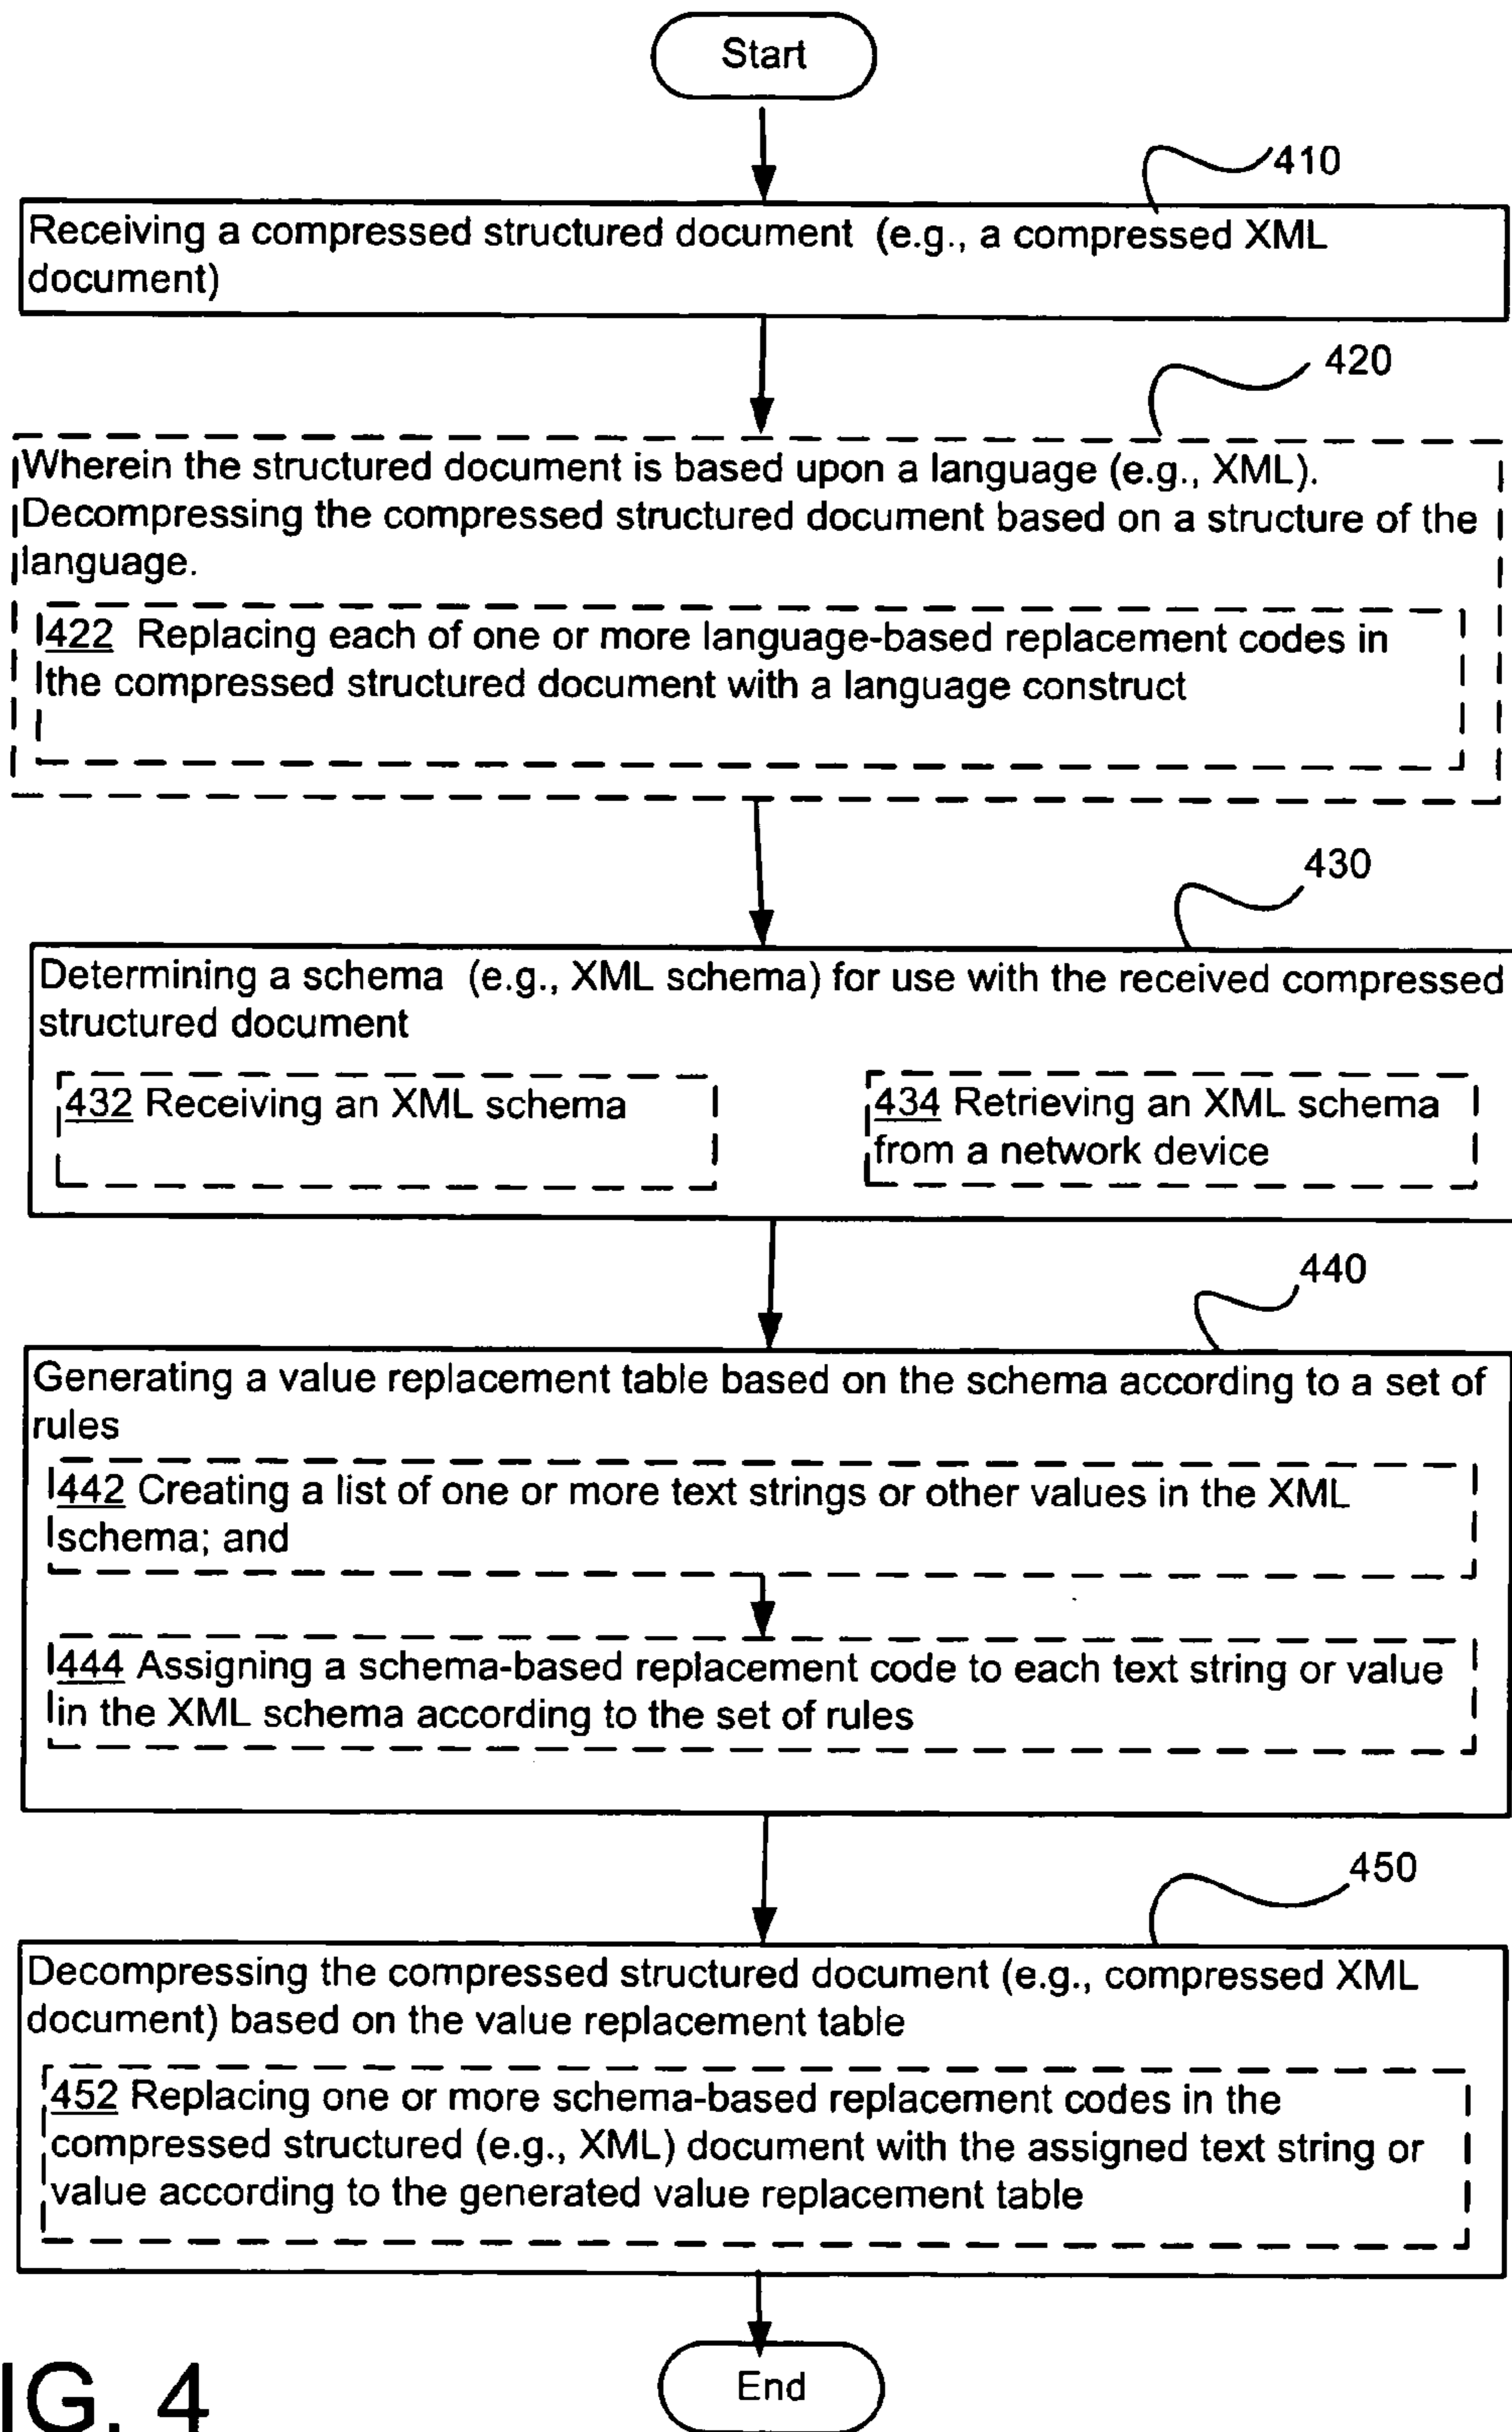 Start
410
Receiving a compressed structured document (e.g., a compressed XML
document)
420
Wherein the structured document is based upon a language (e.g., XML).
Decompressing the compressed structured document based on a structure of the
language.
422 Replacing each of one or more language-based replacement codes in
the compressed structured document with a language construct
430
Determining a schema (e.g., XML schema) for use with the received compressed
structured document
432 Receiving an XML schema
434 Retrieving an XML schema
from a network device
440
Generating a value replacement table based on the schema according to a set of
rules
442 Creating a list of one or more text strings or other values in the XML
schema; and
444 Assigning a schema-based replacement code to each text string or value
in the XML schema according to the set of rules
450
Decompressing the compressed structured document (e.g., compressed XML
document) based on the value replacement table
452 Replacing one or more schema-based replacement codes in the
compressed structured (e.g., XML) document with the assigned text string or
value according to the generated value replacement table
End
IG. 4